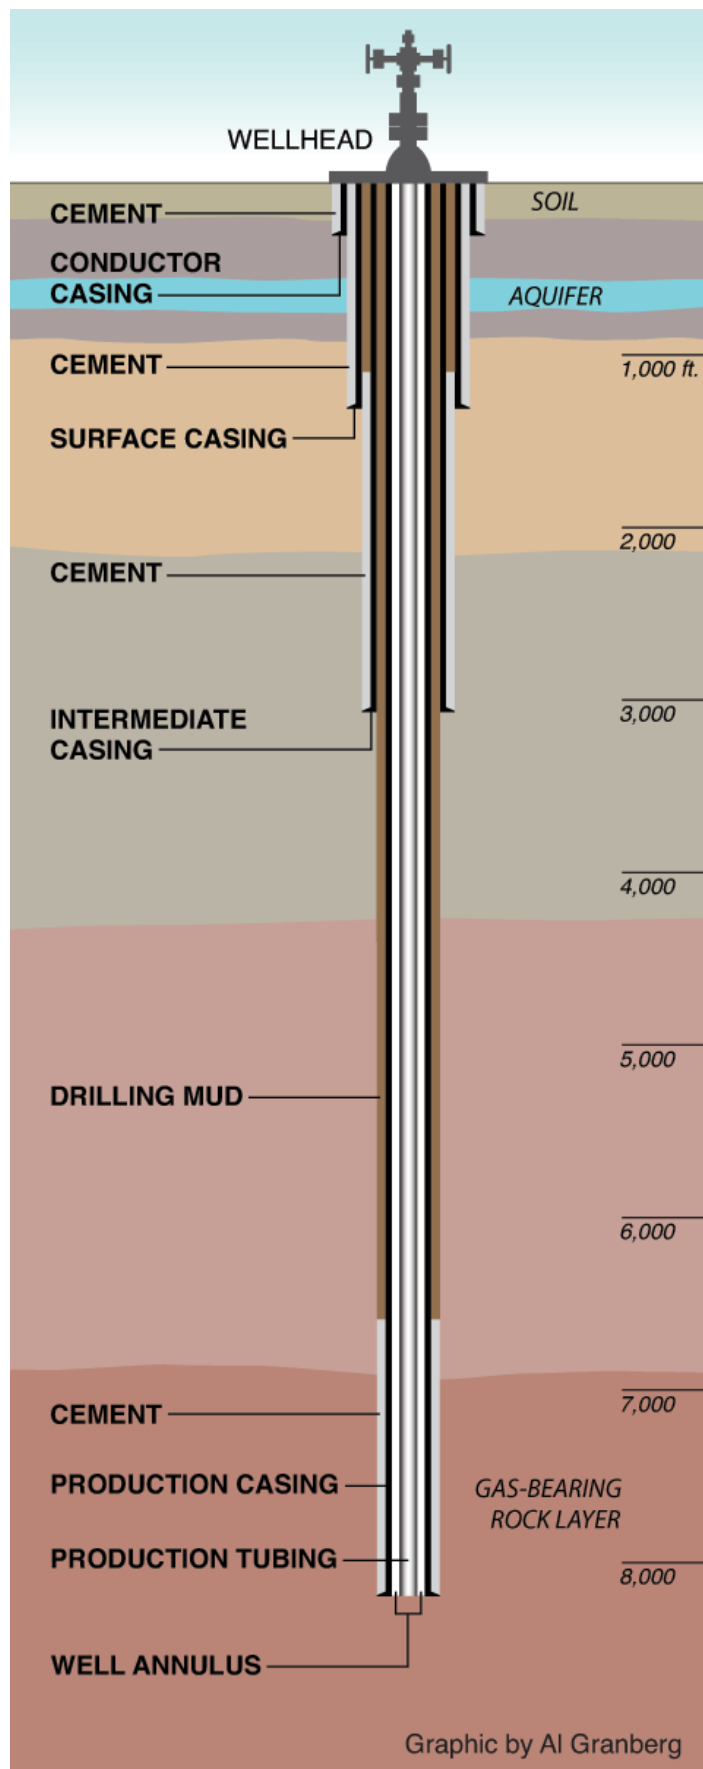 WELLHEAD
SOIL
CEMENT
CONDUCTOR
CASING
AQUIFER
CEMENT
1,000 ft.
SURFACE CASING
2,000
CEMENT
3,000
INTERMEDIATE
CASING
4,000
5,000
DRILLING MUD
6,000
7,000
CEMENT
PRODUCTION CASING
GAS-BEARING
ROCK LAYER
PRODUCTION TUBING
8,000
WELL ANNULUS
Graphic by Al Granberg